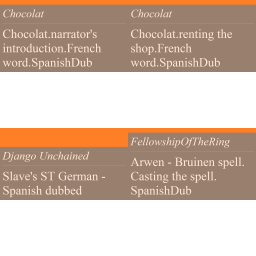 Chocolat
Chocolat.narrator's
introduction.French
word.SpanishDub
Chocolat
Chocolat.renting the
shop.French
word.SpanishDub
Django Unchained
Slave's ST German -
Spanish dubbed
FellowshipOfTheRing
Arwen - Bruinen spell.
Casting the spell.
SpanishDub